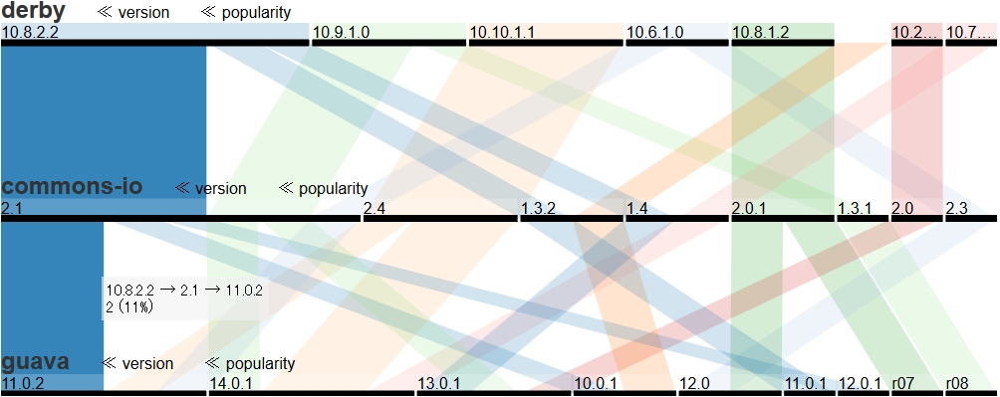 derby ≪ version ≪ popularity
10.8.2.2 10.9.1.0 10.10.1.1 10.6.1.0 10.8.1.2 10.2... 10.7...
commons-io ≪ version ≪ popularity
2.1 2.4 1.3.2 1.4 2.0.1 1.3.1 2.0 2.3
10.8.2.2 → 2.1 → 11.0.2
2 (11%)
guava ≪ version ≪ popularity
11.0.2 14.0.1 13.0.1 10.0.1 12.0 11.0.1 12.0.1 r07 r08